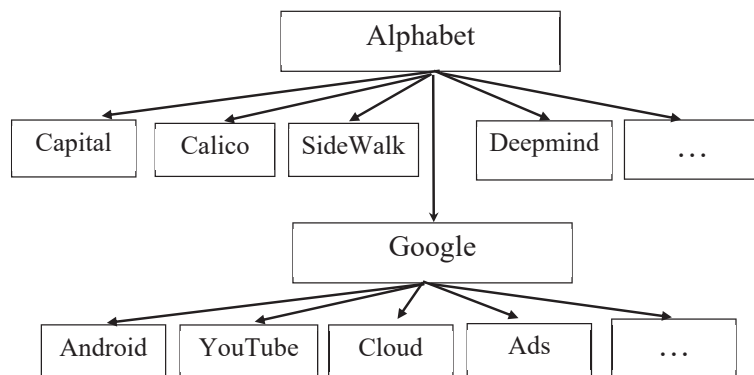 Alphabet
Capital
Calico
SideWalk
Deepmind
...
Google
Android
YouTube
Cloud
Ads
...